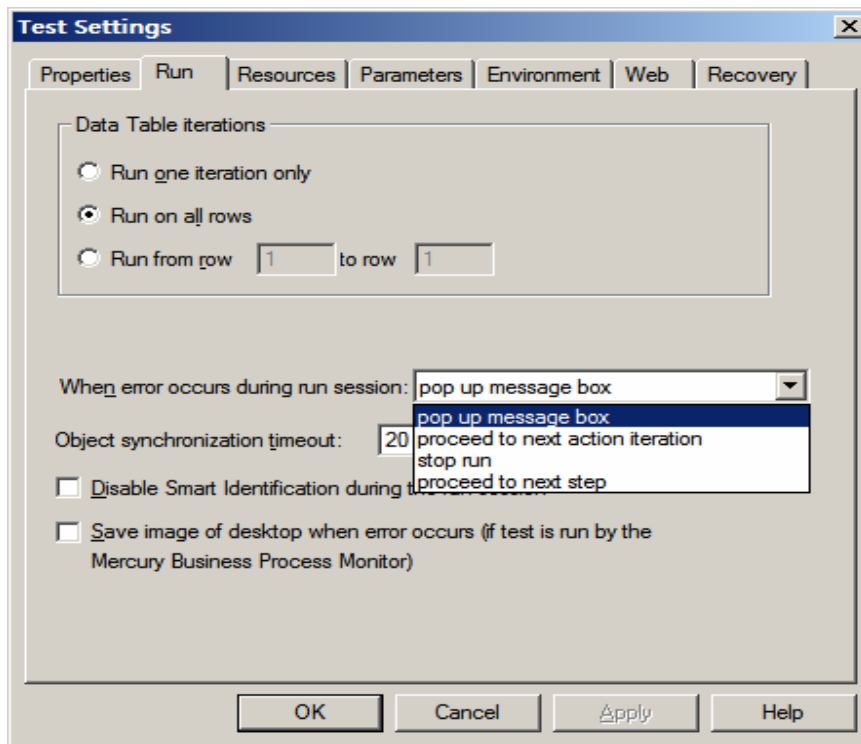 Test Settings
Properties Run Resources Parameters Environment Web Recovery
Data Table iterations
Run one iteration only
Run on all rows
Run from row 1 to row 1
When error occurs during run session: pop up message box
pop up message box
Object synchronization timeout: 20 proceed to next action iteration
stop run
Disable Smart Identification during the run session proceed to next step
Save image of desktop when error occurs (if test is run by the
Mercury Business Process Monitor)
OK Cancel Apply Help